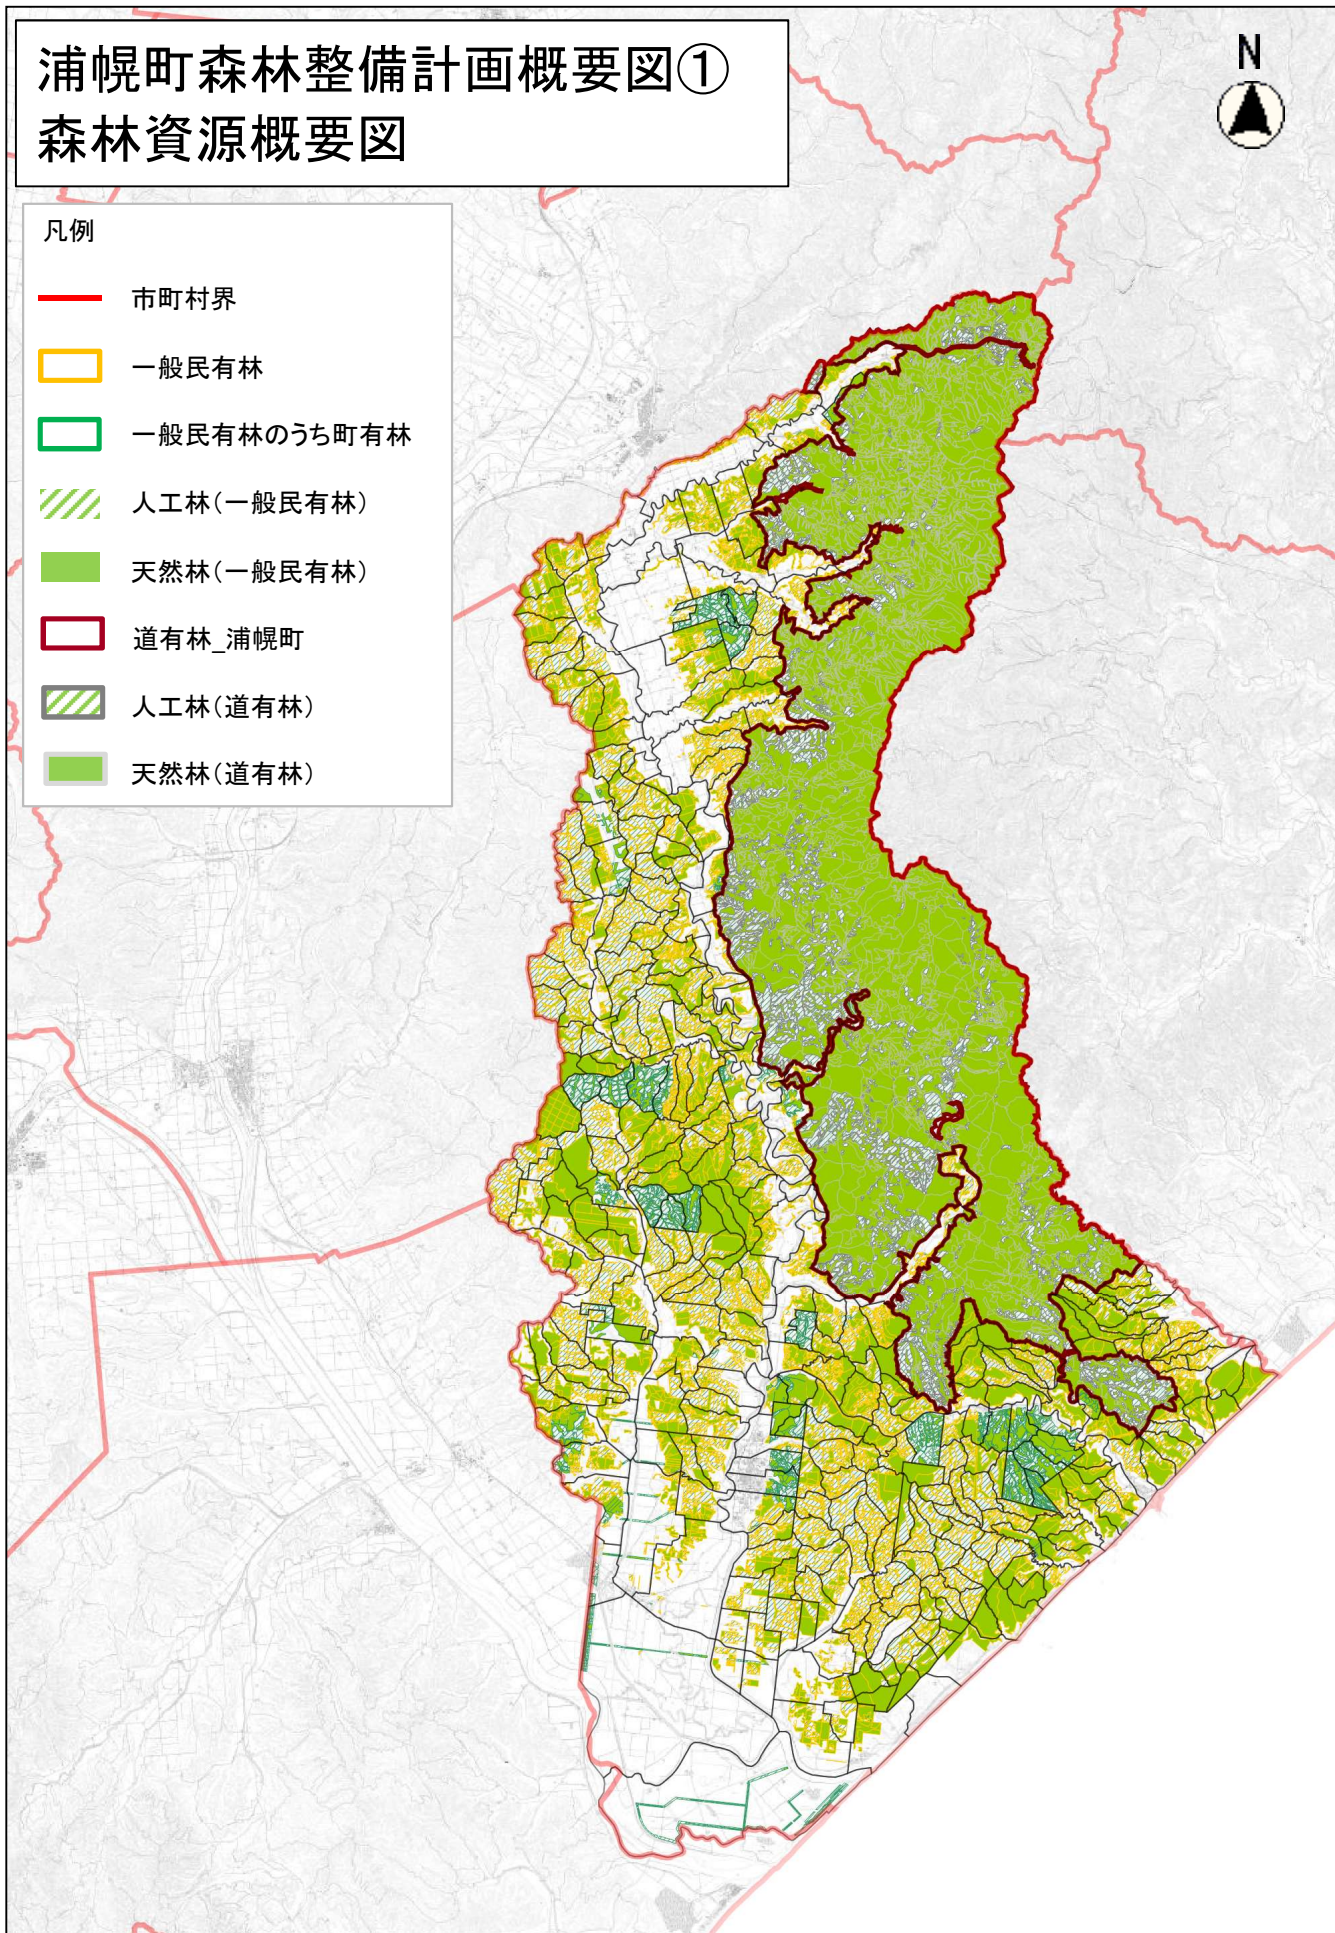 浦幌町森林整備計画概要図①
森林資源概要図
N
凡例
市町村界
一般民有林
一般民有林のうち町有林
人工林(一般民有林)
天然林(一般民有林)
道有林_浦幌町
人工林(道有林)
天然林(道有林)